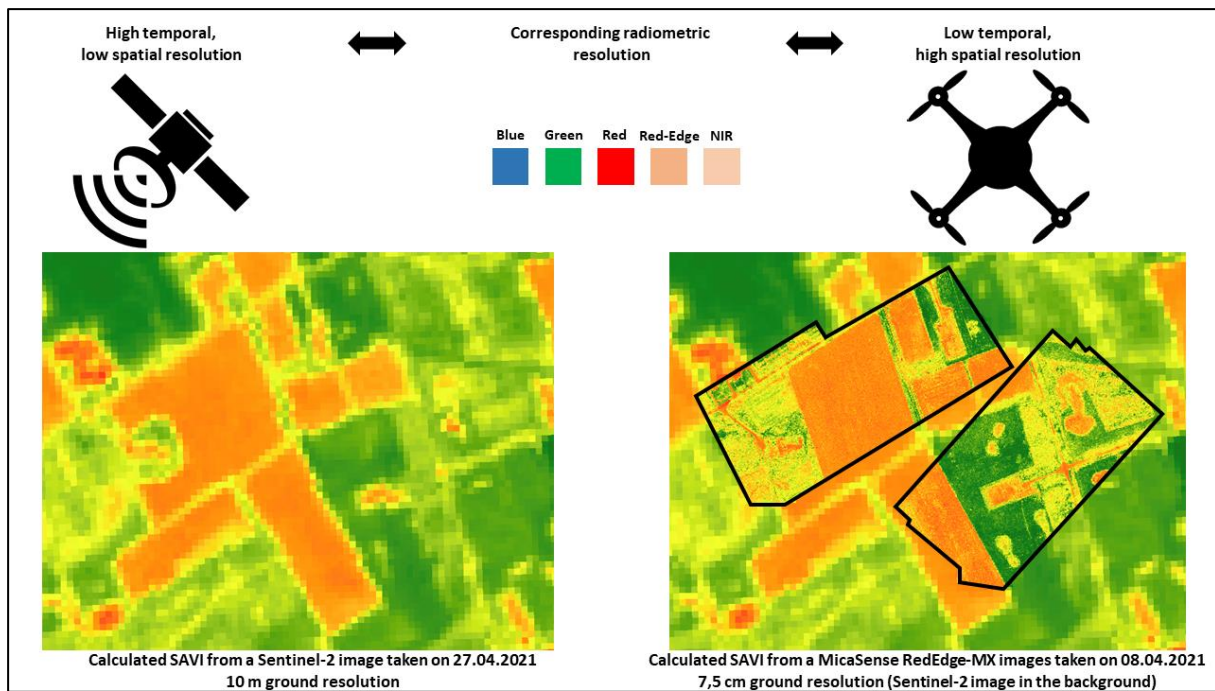 High temporal,
low spatial resolution
Corresponding radiometric
resolution
Low temporal,
high spatial resolution
Blue Green Red Red-Edge NIR
Calculated SAVI from a Sentinel-2 image taken on 27.04.2021
10 m ground resolution
Calculated SAVI from a MicaSense RedEdge-MX images taken on 08.04.2021
7,5 cm ground resolution (Sentinel-2 image in the background)